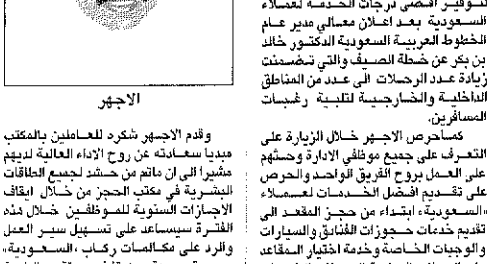 لتوفير اقصى درجات الخدمة لعملاء
السعودية بعد اعلان معالي مدير عام
الخطوط العربية السعودية الدكتور خالد
بن بكر عن خطة الصيف والتي تضمنت
زيادة عدد الرحلات الى عدد من المناطق
الداخلية والخارجية لتلبية رغبات
المسافرين.
كما حرص الاجهر خلال الزيارة على
التعرف على جميع موظفي الادارة وحثهم
على العمل بروح الفريق الواحد والحرص
على تقديم افضل الخدمات لعملاء
«السعودية» ابتداء من حجز المقعد الى
تقديم خدمات حجوزات الفنادق والسيارات
والوجبات الخاصة وخدمة اختيار المقاعد
الاجهر
وقدم الاجهر شكره للعاملين بالمكتب
مبديا سعادته عن روح الاداء العالية لديهم
مشيرا الى ان ماتم من حشد لجميع الطاقات
البشرية في مكتب الحجز من خلال ايقاف
الاجازات السنوية للموظفين خلال هذه
الفترة سيساعد على تسهيل سير العمل
والرد على مكالمات ركاب «السعودية»